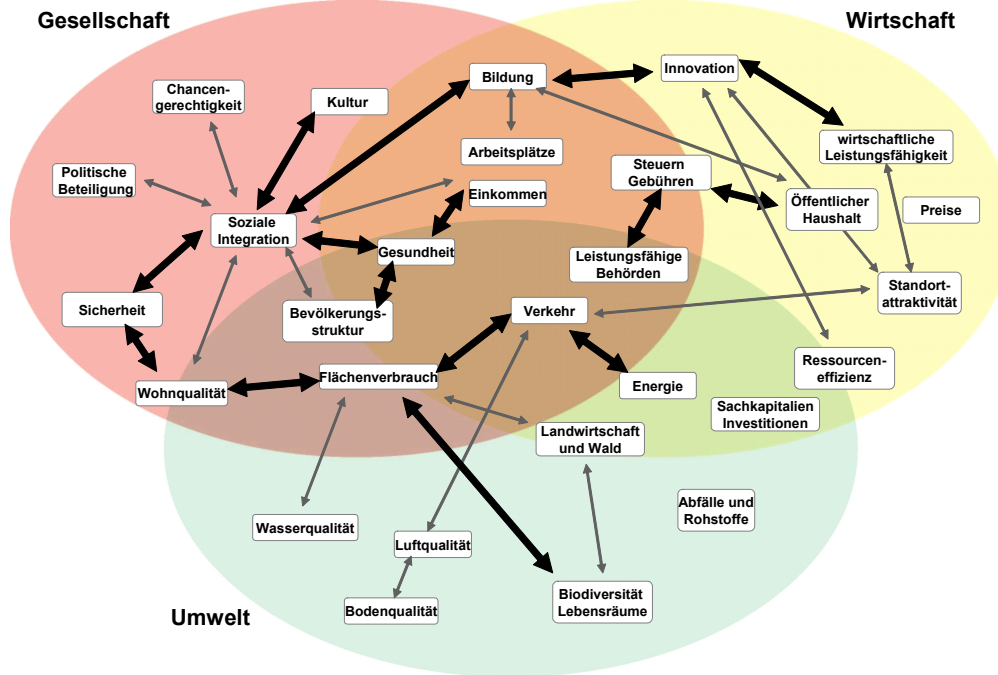 Gesellschaft
Wirtschaft
Bildung
Innovation
Chancen-
gerechtigkeit
Kultur
Arbeitsplätze
wirtschaftliche
Leistungsfähigkeit
Politische
Beteiligung
Steuern
Gebühren
Einkommen
Öffentlicher
Haushalt
Preise
Soziale
Integration
Gesundheit
Leistungsfähige
Behörden
Standort-
attraktivität
Sicherheit
Bevölkerungs-
struktur
Verkehr
Ressourcen-
effizienz
Wohnqualität
Flächenverbrauch
Energie
Sachkapitalien
Investitionen
Landwirtschaft
und Wald
Abfälle und
Rohstoffe
Wasserqualität
Luftqualität
Bodenqualität
Biodiversität
Lebensräume
Umwelt